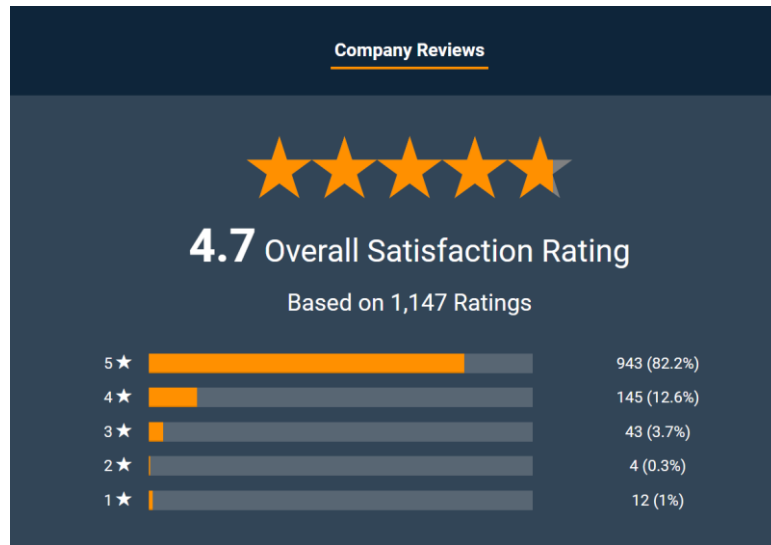 Company Reviews
4.7 Overall Satisfaction Rating
Based on 1,147 Ratings
5★ 943 (82.2%)
4★ 145 (12.6%)
3★ 43 (3.7%)
2★ 4 (0.3%)
1★ 12 (1%)